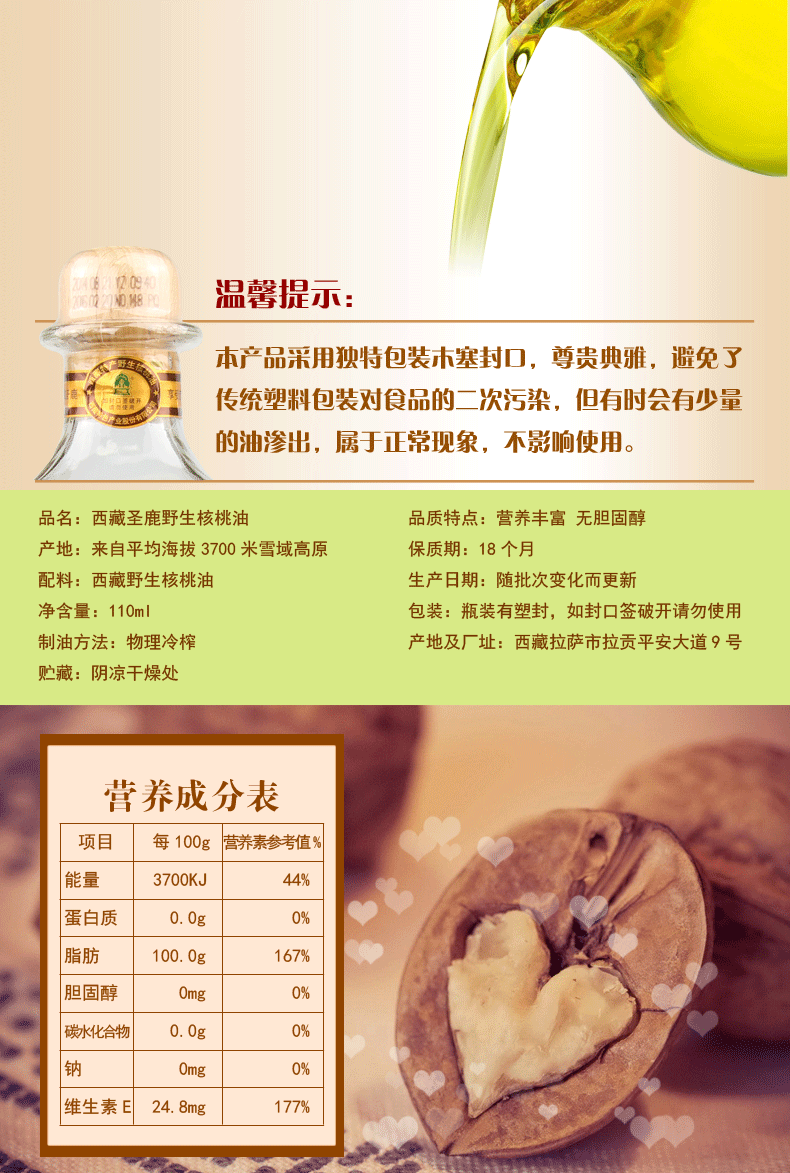 2014 08 21 YZ 09:40
2016 02 20 NO 148 PO
温馨提示：
本产品采用独特包装木塞封口，尊贵典雅，避免了
传统塑料包装对食品的二次污染，但有时会有少量
的油渗出，属于正常现象，不影响使用。
品名：西藏圣鹿野生核桃油
产地：来自平均海拔 3700 米雪域高原
配料：西藏野生核桃油
净含量：110ml
制油方法：物理冷榨
贮藏：阴凉干燥处
品质特点：营养丰富 无胆固醇
保质期：18 个月
生产日期：随批次变化而更新
包装：瓶装有塑封，如封口签破开请勿使用
产地及厂址：西藏拉萨市拉贡平安大道 9 号
营养成分表
项目 每 100g 营养素参考值%
能量 3700KJ 44%
蛋白质 0.0g 0%
脂肪 100.0g 167%
胆固醇 0mg 0%
碳水化合物 0.0g 0%
钠 0mg 0%
维生素 E 24.8mg 177%